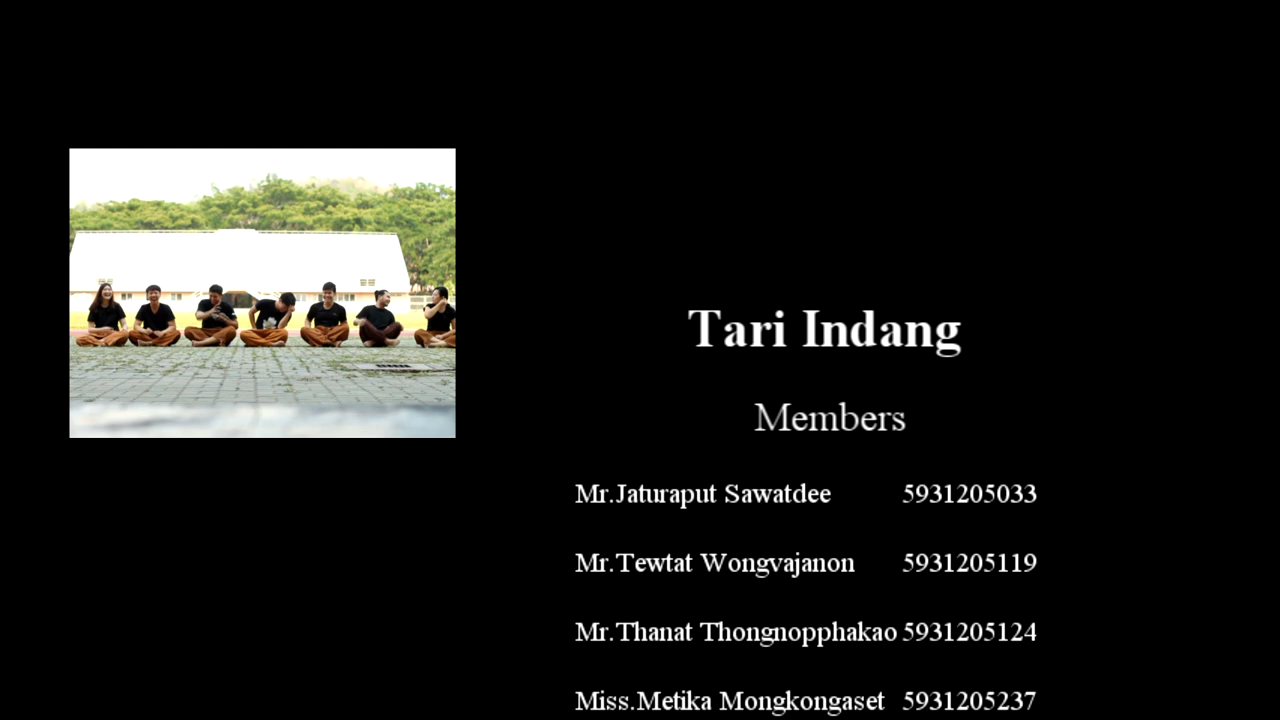 Tari Indang
Members
Mr.Jaturaput Sawatdee 5931205033
Mr.Tewtat Wongvajanon 5931205119
Mr.Thanat Thongnopphakao 5931205124
Miss.Metika Mongkongaset 5931205237